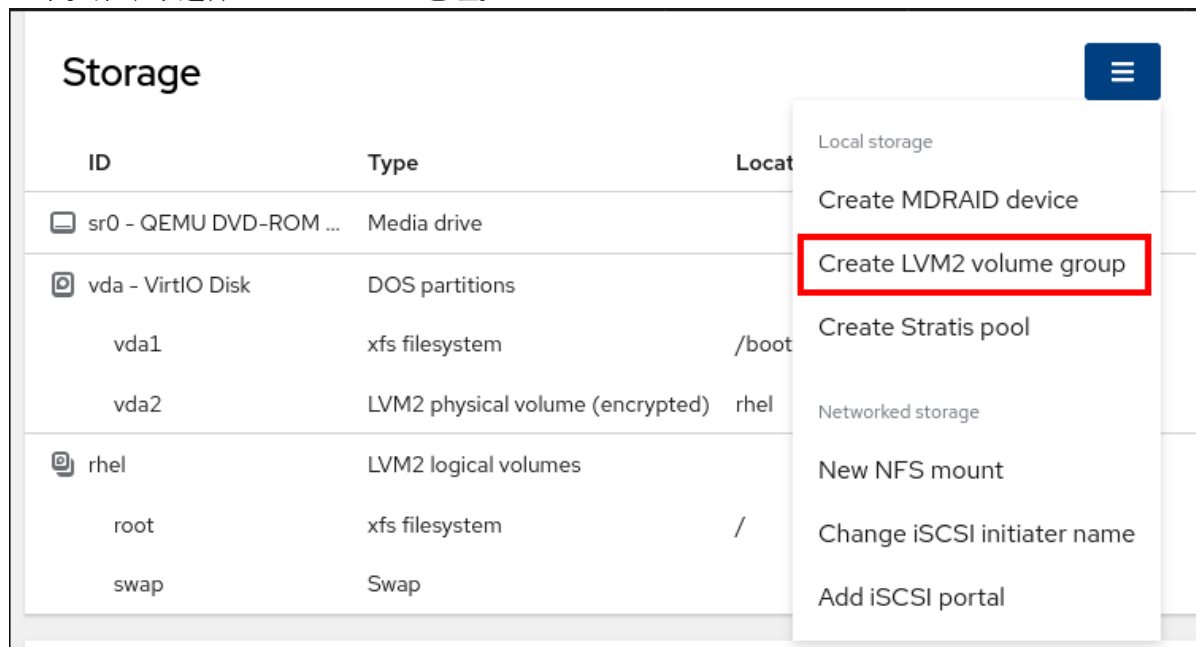 Storage
ID Type Locat
sr0 - QEMU DVD-ROM ... Media drive
vda - VirtIO Disk DOS partitions
vda1 xfs filesystem /boot
vda2 LVM2 physical volume (encrypted) rhel
rhel LVM2 logical volumes
root xfs filesystem /
swap Swap
Local storage
Create MDRAID device
Create LVM2 volume group
Create Stratis pool
Networked storage
New NFS mount
Change iSCSI initiater name
Add iSCSI portal